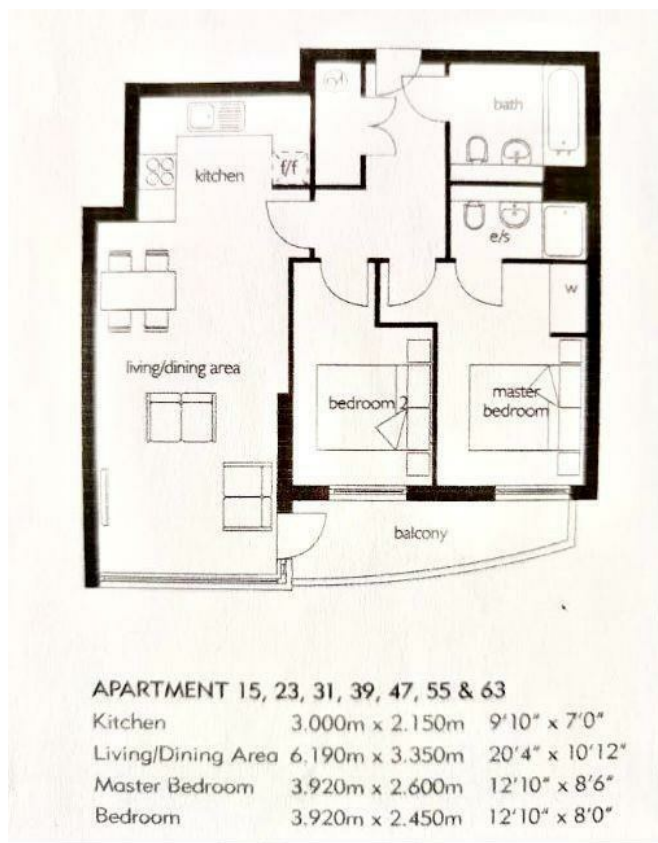 bath
kitchen
f/f
e/s
w
living/dining area
bedroom 2
master
bedroom
balcony
APARTMENT 15, 23, 31, 39, 47, 55 & 63
Kitchen 3.000m x 2.150m 9'10" x 7'0"
Living/Dining Area 6.190m x 3.350m 20'4" x 10'12"
Master Bedroom 3.920m x 2.600m 12'10" x 8'6"
Bedroom 3.920m x 2.450m 12'10" x 8'0"